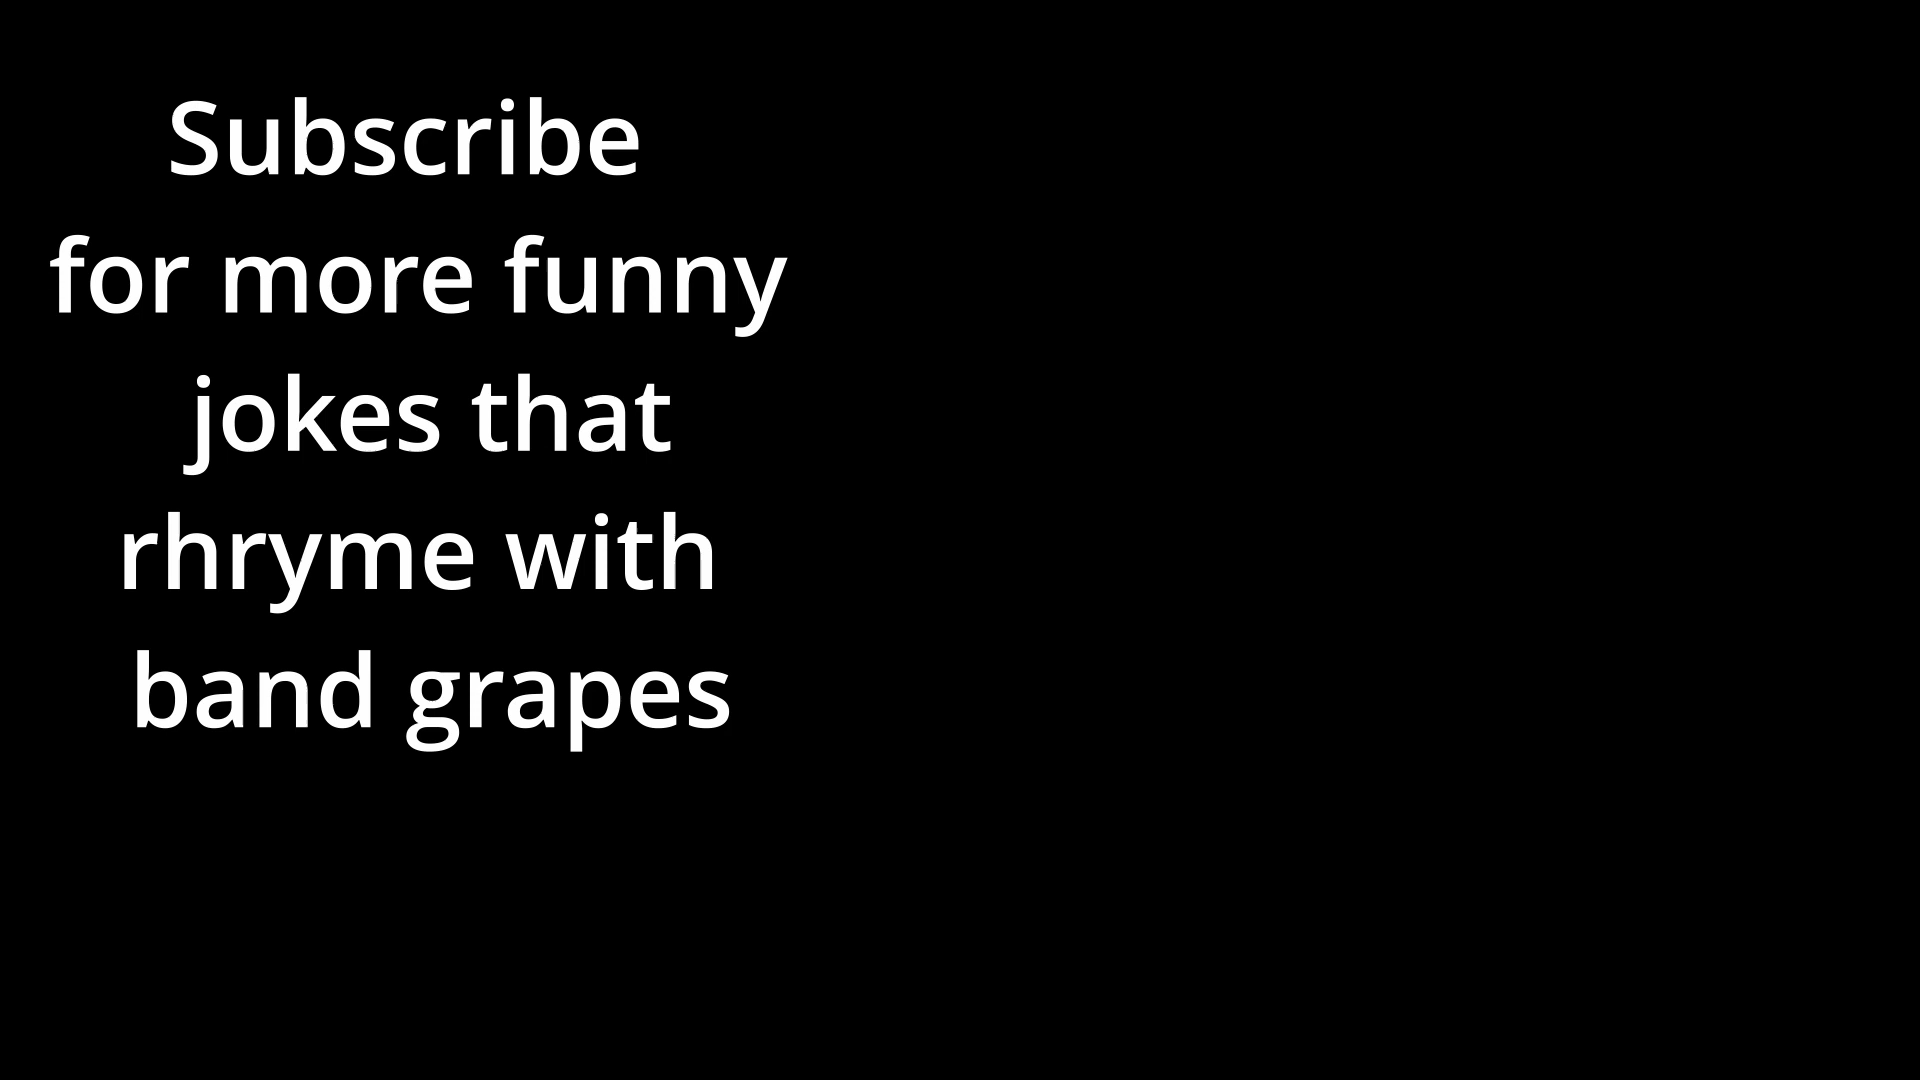 Subscribe
for more funny
jokes that
rhryme with
band grapes